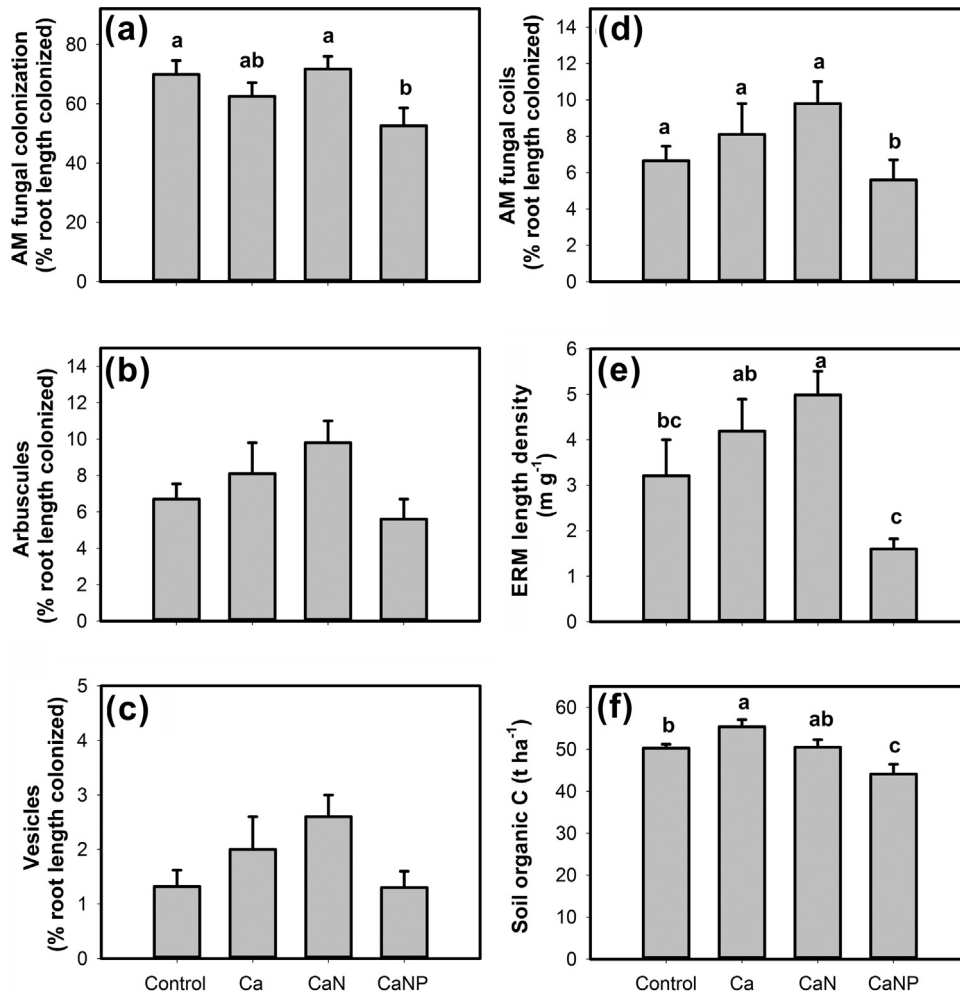 (a)
AM fungal colonization
(% root length colonized)
80
60
40
20
0
a
ab
a
b
(d)
AM fungal coils
(% root length colonized)
14
12
10
8
6
4
2
0
a
a
a
b
(b)
Arbuscules
(% root length colonized)
14
12
10
8
6
4
2
0
(e)
ERM length density
(m g⁻¹)
6
5
4
3
2
1
0
bc
ab
a
c
(c)
Vesicles
(% root length colonized)
5
4
3
2
1
0
Control Ca CaN CaNP
(f)
Soil organic C (t ha⁻¹)
60
50
40
30
20
10
0
b
a
ab
c
Control Ca CaN CaNP